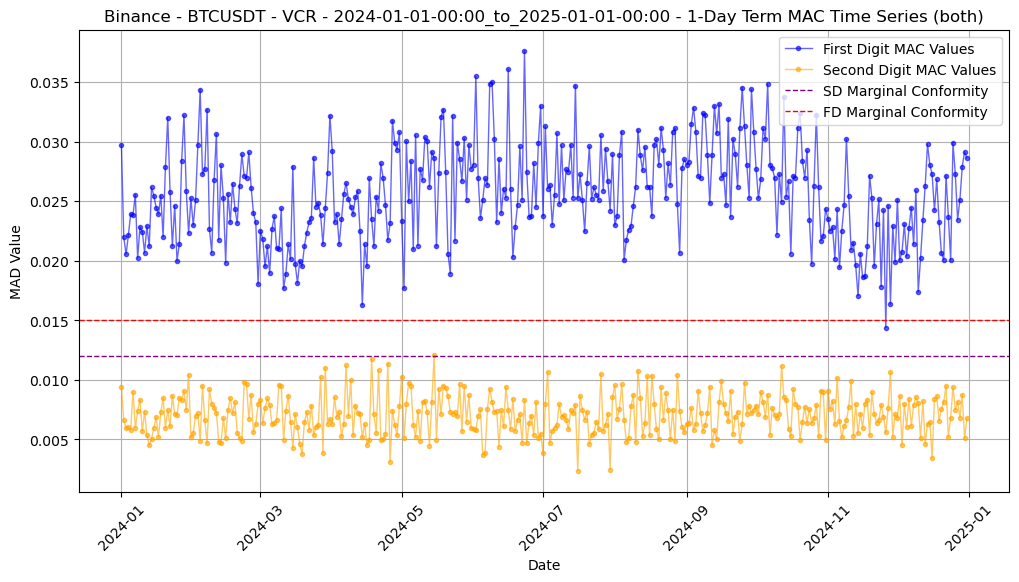 Binance - BTCUSDT - VCR - 2024-01-01-00:00_to_2025-01-01-00:00 - 1-Day Term MAC Time Series (both)
First Digit MAC Values
Second Digit MAC Values
SD Marginal Conformity
FD Marginal Conformity
MAD Value
0.035
0.030
0.025
0.020
0.015
0.010
0.005
2024-01
2024-03
2024-05
2024-07
2024-09
2024-11
2025-01
Date